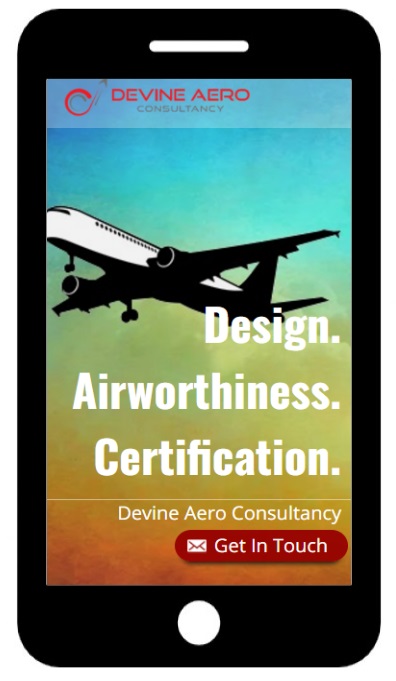 DEVINE AERO
CONSULTANCY
Design.
Airworthiness.
Certification.
Devine Aero Consultancy
Get In Touch